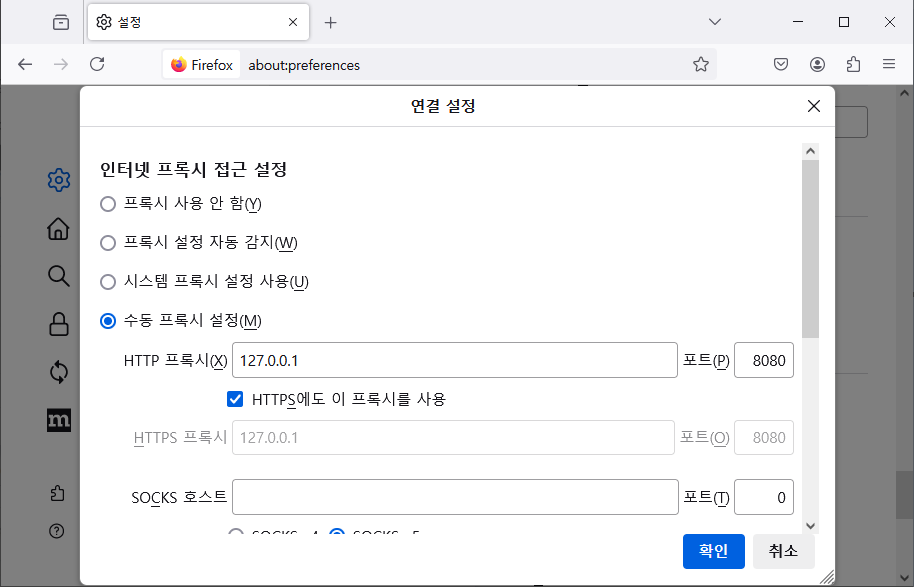 설정
Firefox about:preferences
연결 설정
인터넷 프록시 접근 설정
프록시 사용 안 함(Y)
프록시 설정 자동 감지(W)
시스템 프록시 설정 사용(U)
수동 프록시 설정(M)
HTTP 프록시(X) 127.0.0.1 포트(P) 8080
HTTPS에도 이 프록시를 사용
HTTPS 프록시 127.0.0.1 포트(O) 8080
m
SOCKS 호스트 포트(T) 0
SOCKS v4 SOCKS v5
확인 취소